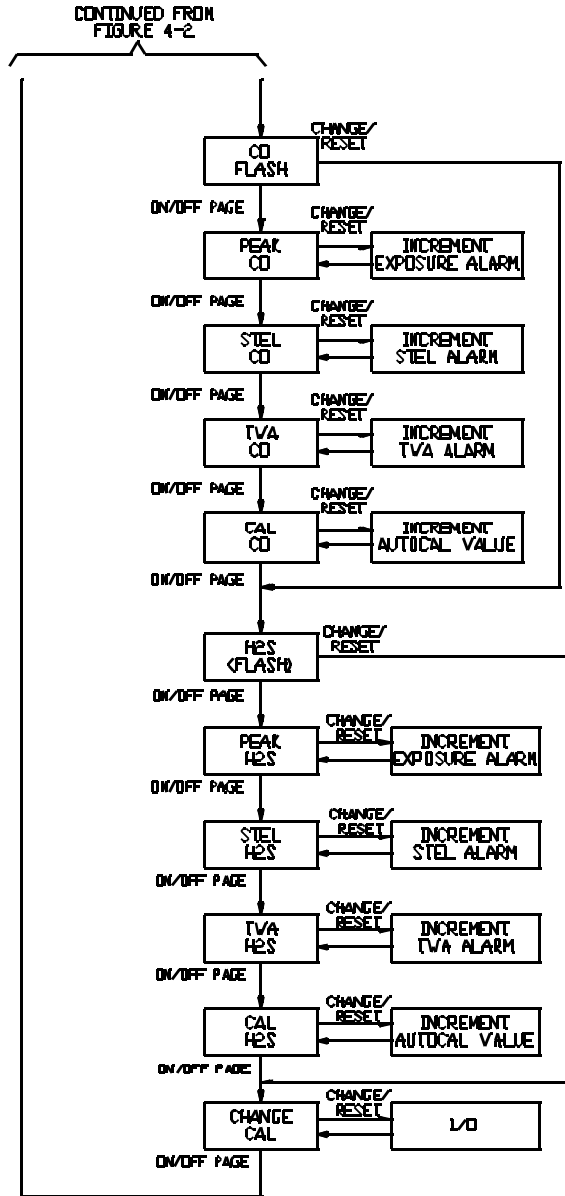 CONTINUED FROM
FIGURE 4-2
CHANGE/
RESET
CO
FLASH
ON/OFF PAGE
CHANGE/
RESET
PEAK
CO
INCREMENT
EXPOSURE ALARM
ON/OFF PAGE
CHANGE/
RESET
STEL
CO
INCREMENT
STEL ALARM
ON/OFF PAGE
CHANGE/
RESET
TWA
CO
INCREMENT
TWA ALARM
ON/OFF PAGE
CHANGE/
RESET
CAL
CO
INCREMENT
AUTOCAL VALUE
ON/OFF PAGE
CHANGE/
RESET
H2S
(FLASH)
ON/OFF PAGE
CHANGE/
RESET
PEAK
H2S
INCREMENT
EXPOSURE ALARM
ON/OFF PAGE
CHANGE/
RESET
STEL
H2S
INCREMENT
STEL ALARM
ON/OFF PAGE
CHANGE/
RESET
TWA
H2S
INCREMENT
TWA ALARM
ON/OFF PAGE
CHANGE/
RESET
CAL
H2S
INCREMENT
AUTOCAL VALUE
ON/OFF PAGE
CHANGE/
RESET
CHANGE
CAL
1/0
ON/OFF PAGE